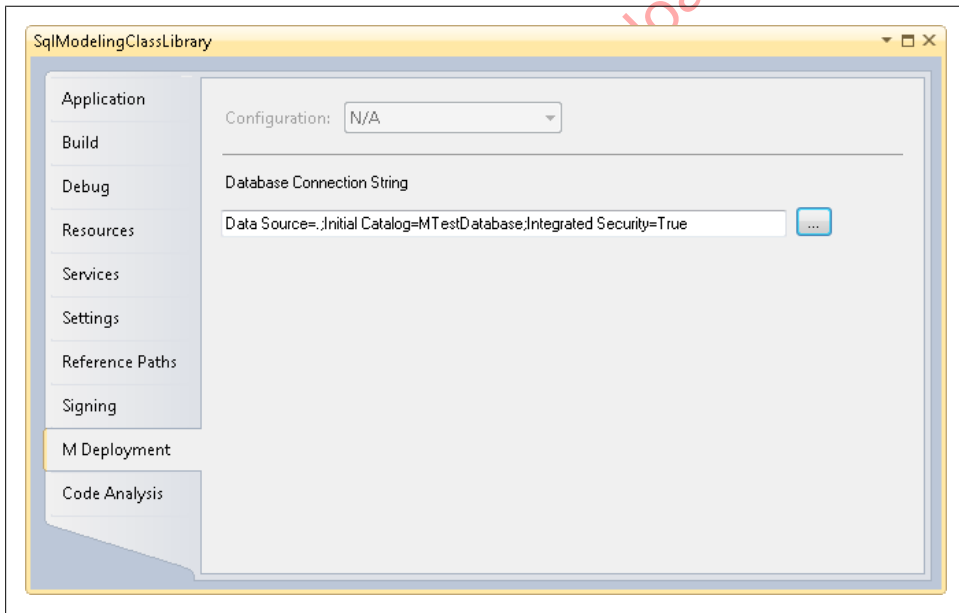 SqlModelingClassLibrary
Application
Build
Debug
Resources
Services
Settings
Reference Paths
Signing
M Deployment
Code Analysis
Configuration:
N/A
Database Connection String
Data Source=.;Initial Catalog=MTestDatabase;Integrated Security=True
...